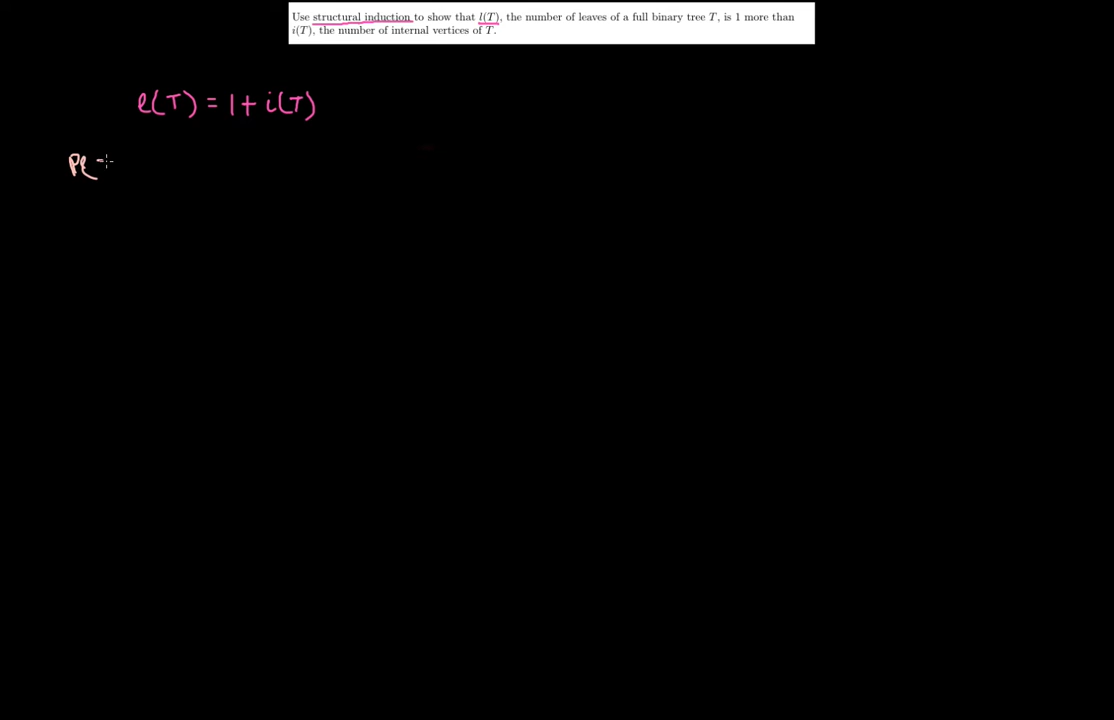 Use structural induction to show that l(T), the number of leaves of a full binary tree T, is 1 more than
i(T), the number of internal vertices of T.
l(T) = 1 + i(T)
Pf